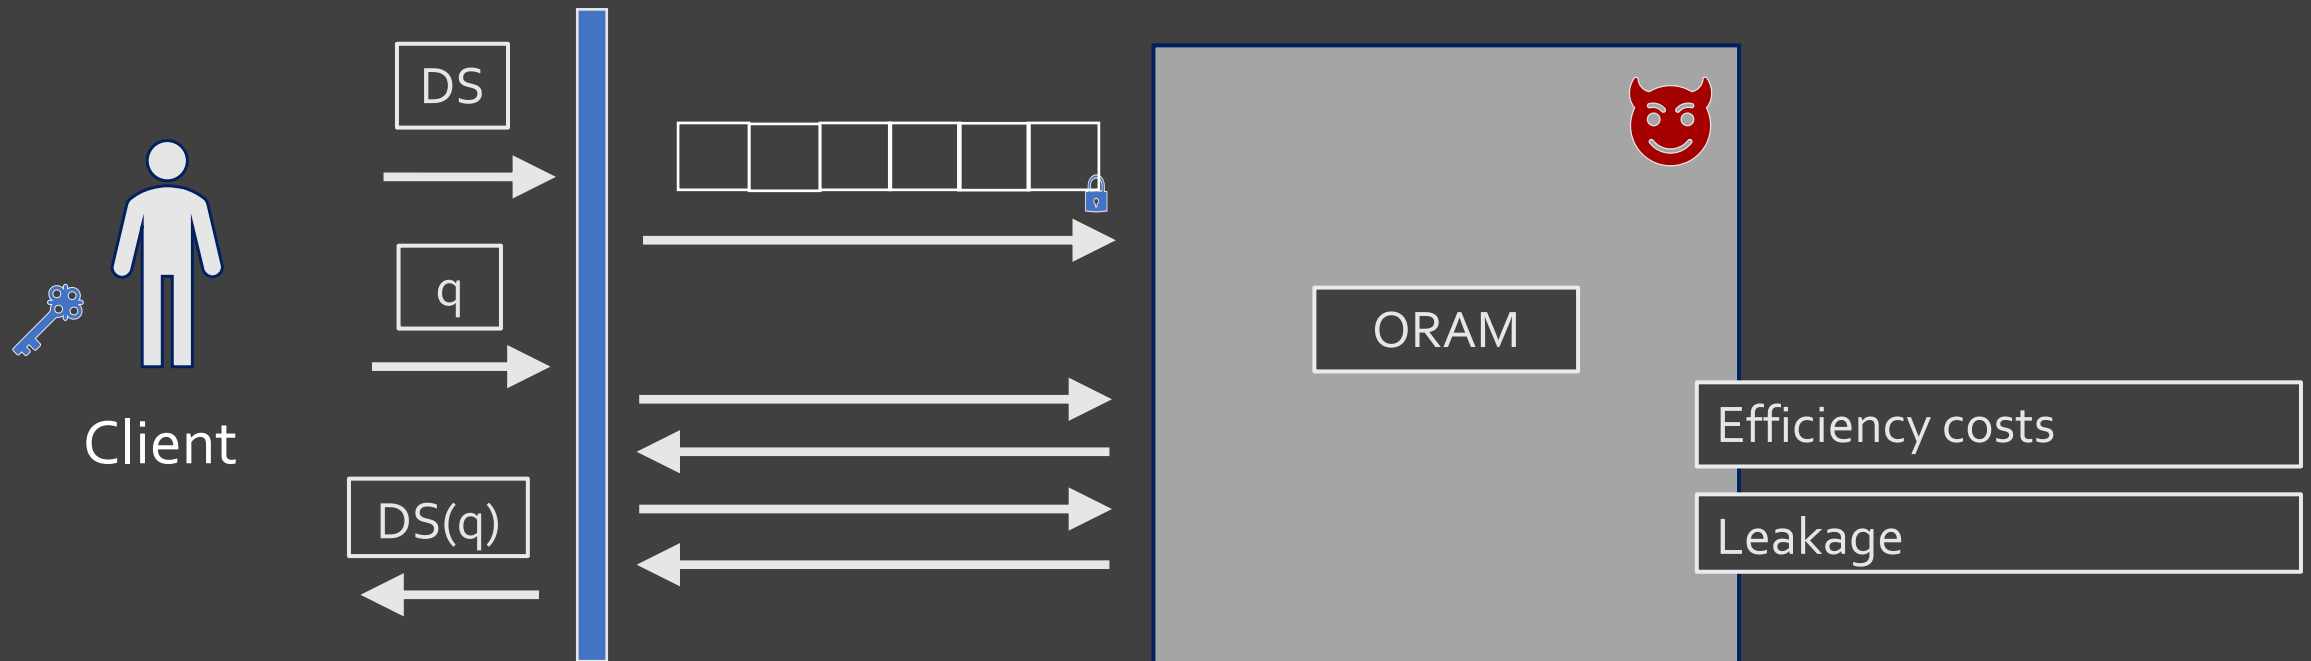 DS
q
Client
DS(q)
ORAM
Efficiency costs
Leakage